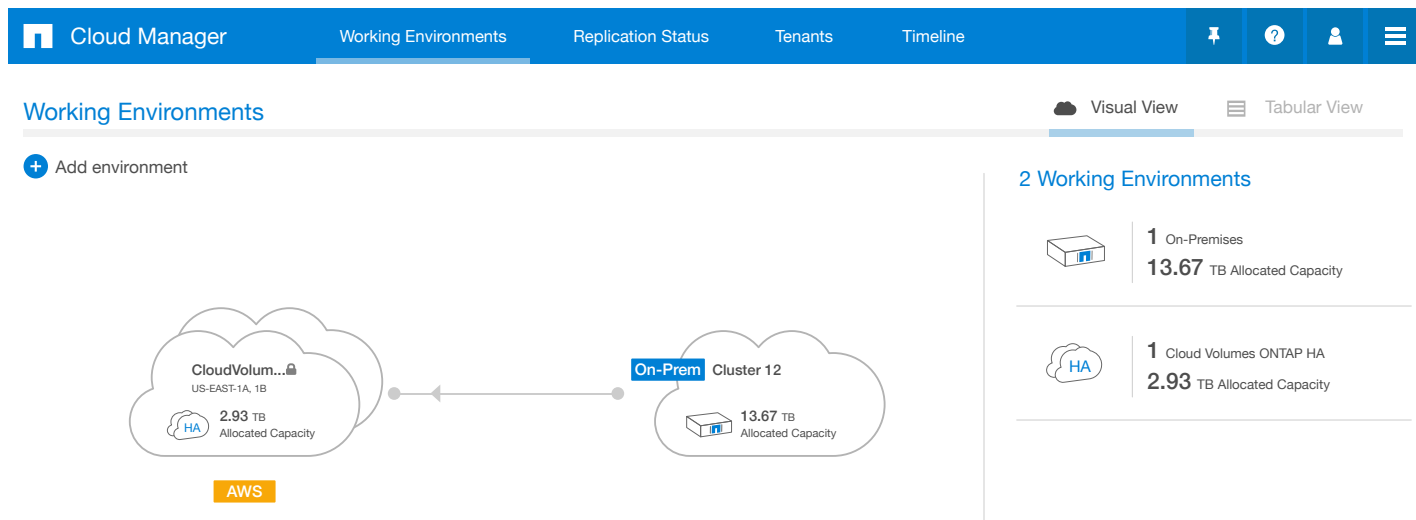 Cloud Manager
Working Environments
Replication Status
Tenants
Timeline
?
Working Environments
Visual View
Tabular View
+ Add environment
CloudVolum...
US-EAST-1A, 1B
HA
2.93 TB
Allocated Capacity
AWS
On-Prem
Cluster 12
13.67 TB
Allocated Capacity
2 Working Environments
1 On-Premises
13.67 TB Allocated Capacity
HA
1 Cloud Volumes ONTAP HA
2.93 TB Allocated Capacity